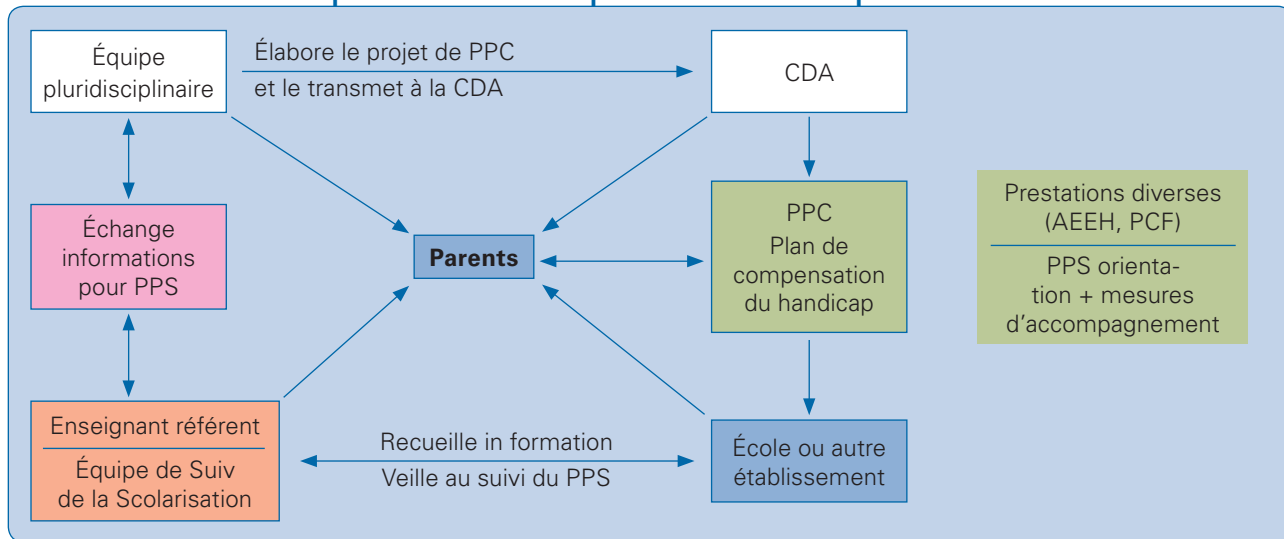 Équipe
pluridisciplinaire
Élabore le projet de PPC
et le transmet à la CDA
CDA
Échange
informations
pour PPS
Parents
PPC
Plan de
compensation
du handicap
Prestations diverses
(AEEH, PCF)
PPS orienta-
tion + mesures
d'accompagnement
Enseignant référent
Équipe de Suiv
de la Scolarisation
Recueille in formation
Veille au suivi du PPS
École ou autre
établissement